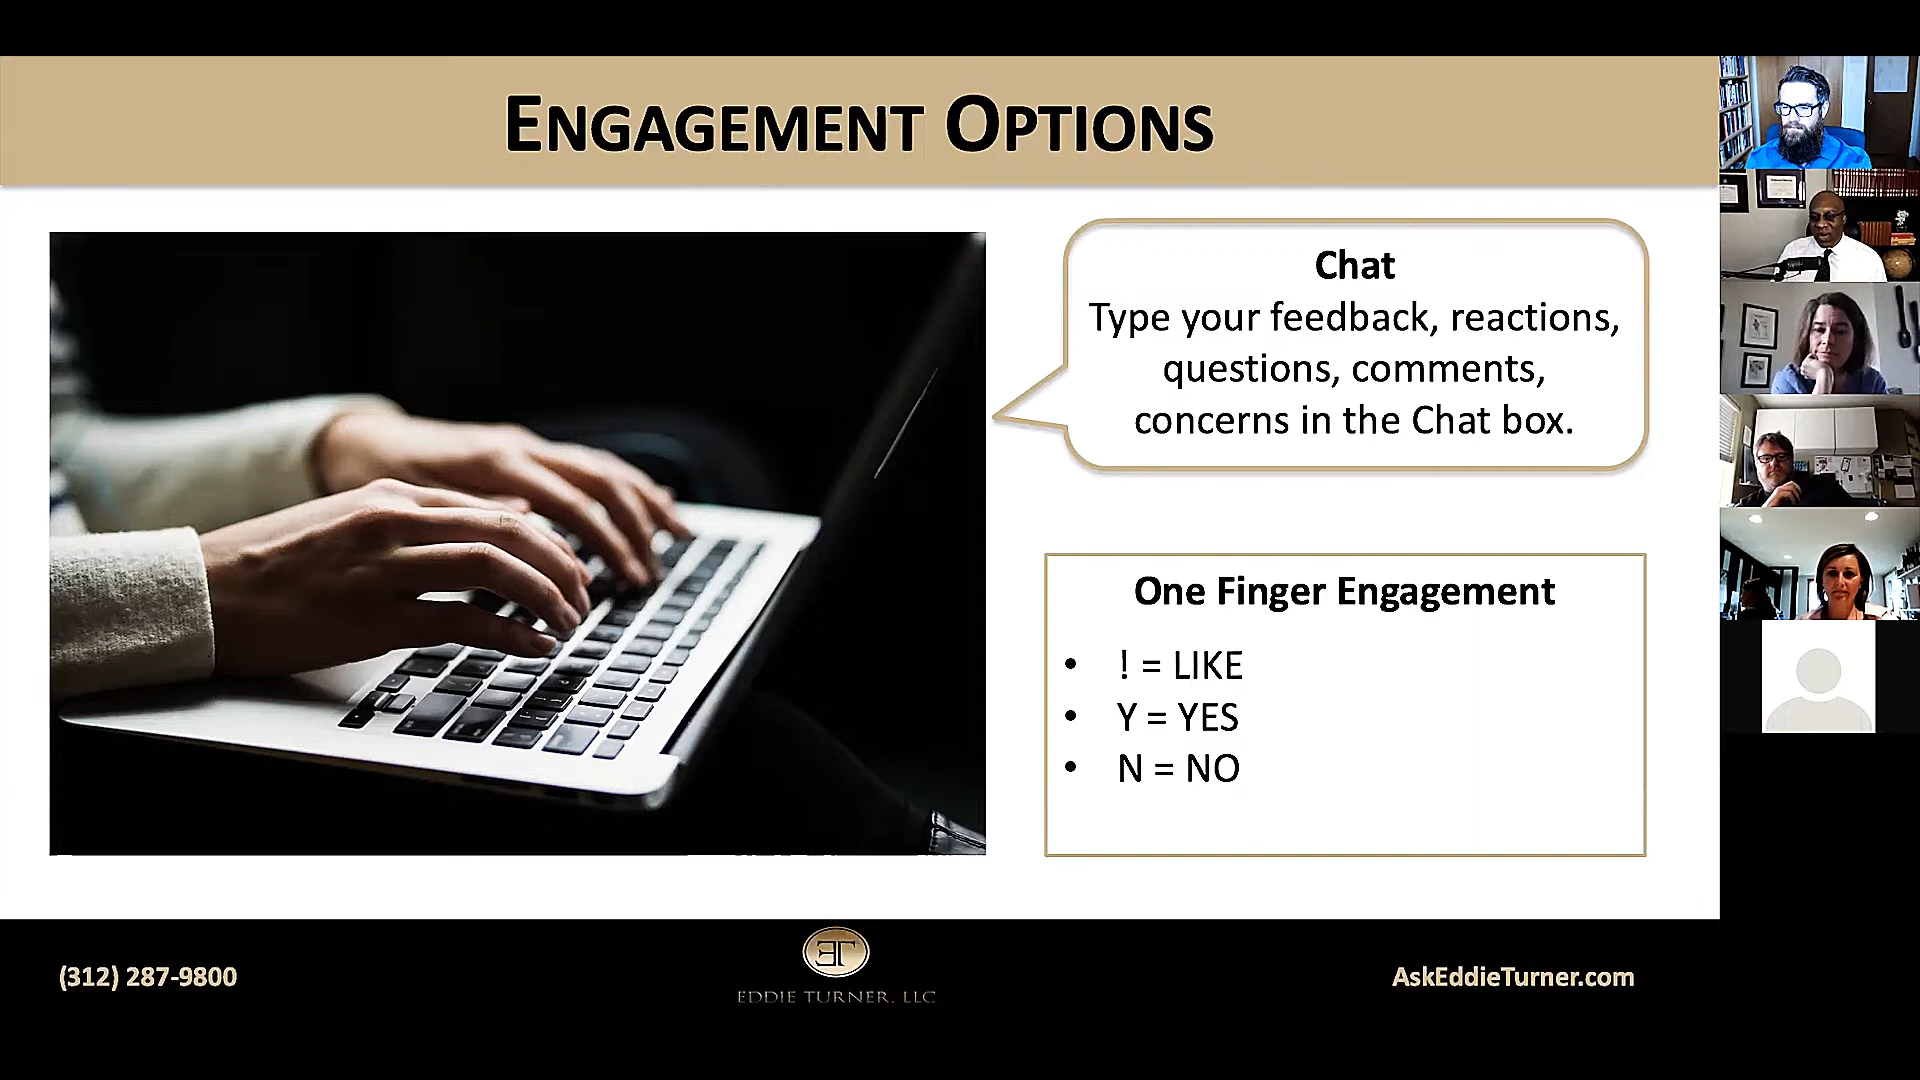 ENGAGEMENT OPTIONS
Chat
Type your feedback, reactions,
questions, comments,
concerns in the Chat box.
One Finger Engagement
• ! = LIKE
• Y = YES
• N = NO
(312) 287-9800
ET
EDDIE TURNER, LLC
AskEddieTurner.com